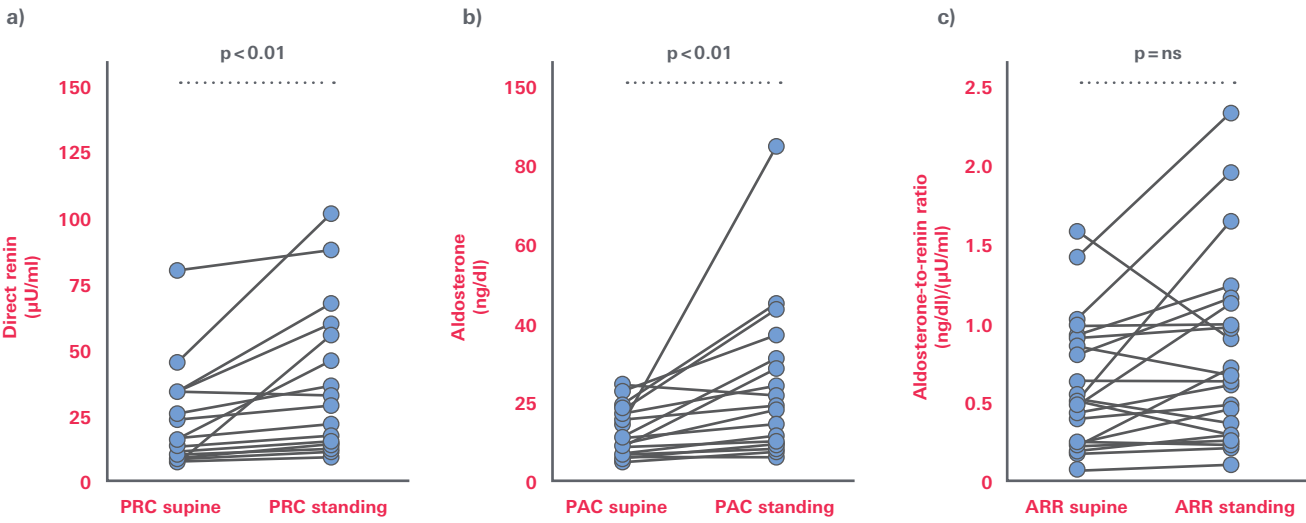 a)
p < 0.01
Direct renin
(µU/ml)
150
125
100
75
50
25
0
PRC supine
PRC standing
b)
p < 0.01
Aldosterone
(ng/dl)
150
80
60
40
25
0
PAC supine
PAC standing
c)
p = ns
Aldosterone-to-renin ratio
(ng/dl)/(µU/ml)
2.5
2.0
1.5
1.0
0.5
0
ARR supine
ARR standing